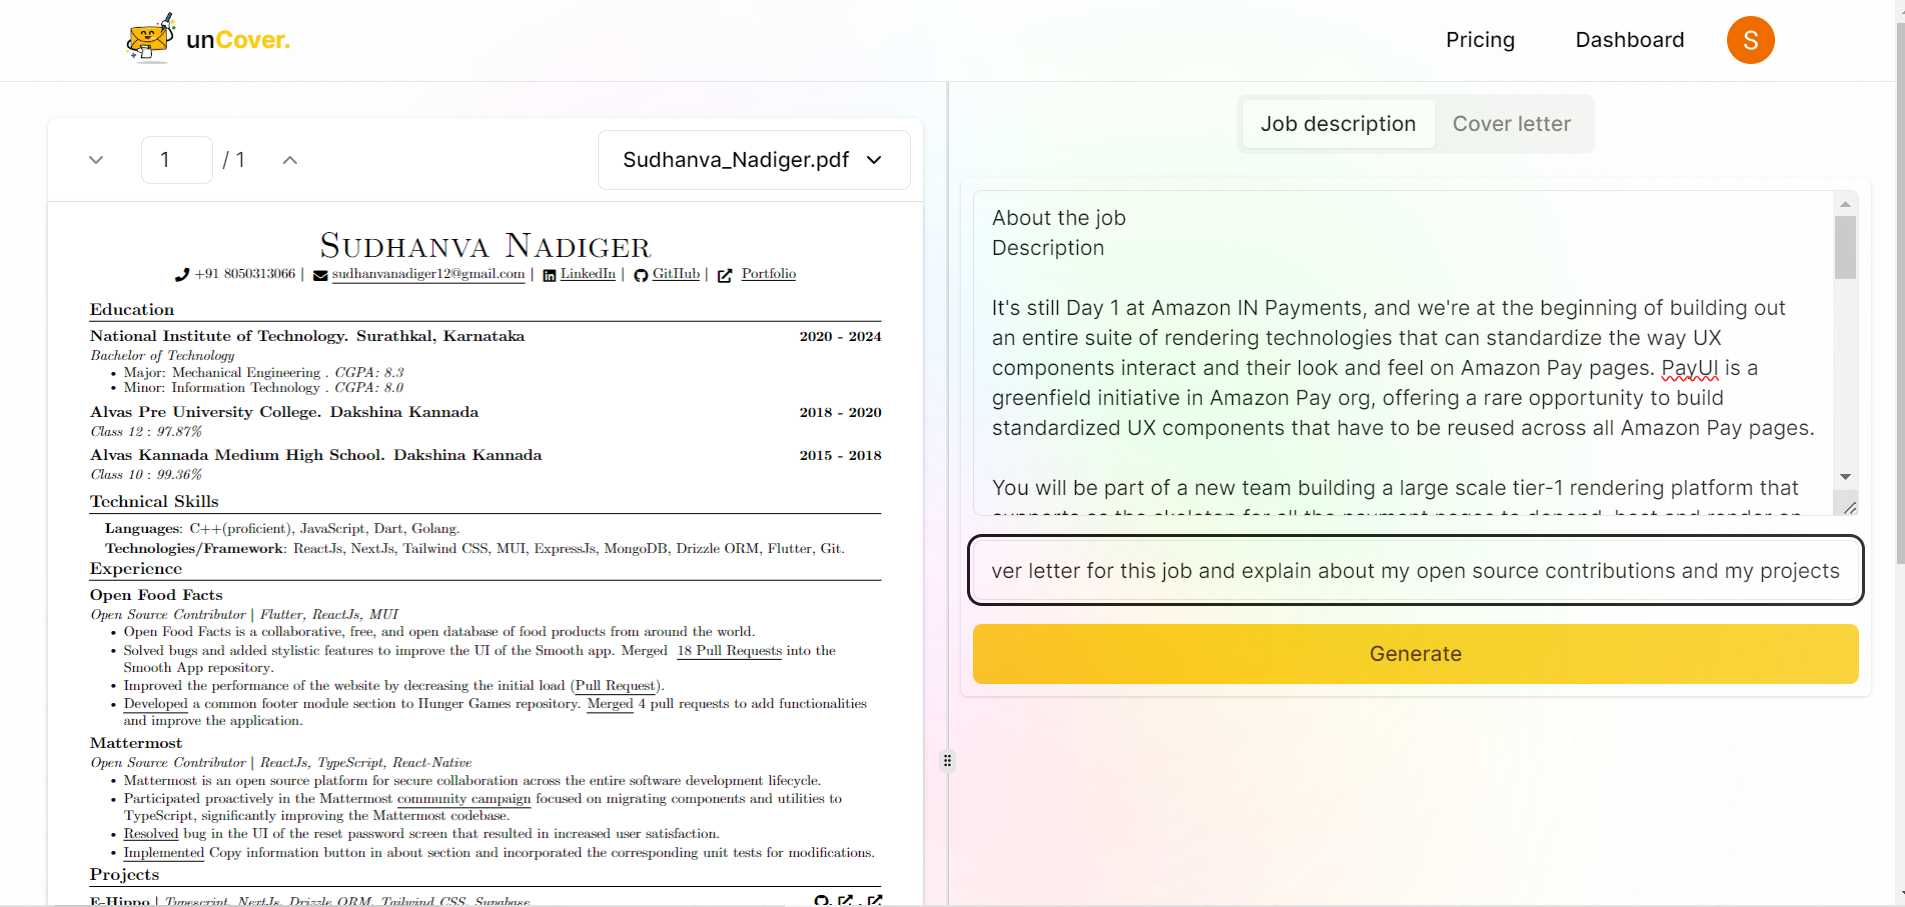 unCover.
Pricing
Dashboard
S
1
/ 1
Sudhanva_Nadiger.pdf
SUDHANVA NADIGER
+91 8050313066 | sudhanvanadiger12@gmail.com | LinkedIn | GitHub | Portfolio
Education
National Institute of Technology. Surathkal, Karnataka 2020 - 2024
Bachelor of Technology
• Major: Mechanical Engineering . CGPA: 8.3
• Minor: Information Technology . CGPA: 8.0
Alvas Pre University College. Dakshina Kannada 2018 - 2020
Class 12 : 97.87%
Alvas Kannada Medium High School. Dakshina Kannada 2015 - 2018
Class 10 : 99.36%
Technical Skills
Languages: C++(proficient), JavaScript, Dart, Golang.
Technologies/Framework: ReactJs, NextJs, Tailwind CSS, MUI, ExpressJs, MongoDB, Drizzle ORM, Flutter, Git.
Experience
Open Food Facts
Open Source Contributor | Flutter, ReactJs, MUI
• Open Food Facts is a collaborative, free, and open database of food products from around the world.
• Solved bugs and added stylistic features to improve the UI of the Smooth app. Merged 18 Pull Requests into the
Smooth App repository.
• Improved the performance of the website by decreasing the initial load (Pull Request).
• Developed a common footer module section to Hunger Games repository. Merged 4 pull requests to add functionalities
and improve the application.
Mattermost
Open Source Contributor | ReactJs, TypeScript, React-Native
• Mattermost is an open source platform for secure collaboration across the entire software development lifecycle.
• Participated proactively in the Mattermost community campaign focused on migrating components and utilities to
TypeScript, significantly improving the Mattermost codebase.
• Resolved bug in the UI of the reset password screen that resulted in increased user satisfaction.
• Implemented Copy information button in about section and incorporated the corresponding unit tests for modifications.
Projects
E-Hippo | Typescript, NextJs, Drizzle ORM, Tailwind CSS, Supabase
Job description
Cover letter
About the job
Description
It's still Day 1 at Amazon IN Payments, and we're at the beginning of building out
an entire suite of rendering technologies that can standardize the way UX
components interact and their look and feel on Amazon Pay pages. PayUI is a
greenfield initiative in Amazon Pay org, offering a rare opportunity to build
standardized UX components that have to be reused across all Amazon Pay pages.
You will be part of a new team building a large scale tier-1 rendering platform that
supports as the skeleton for all the payment pages to depend, host and render on
ver letter for this job and explain about my open source contributions and my projects
Generate